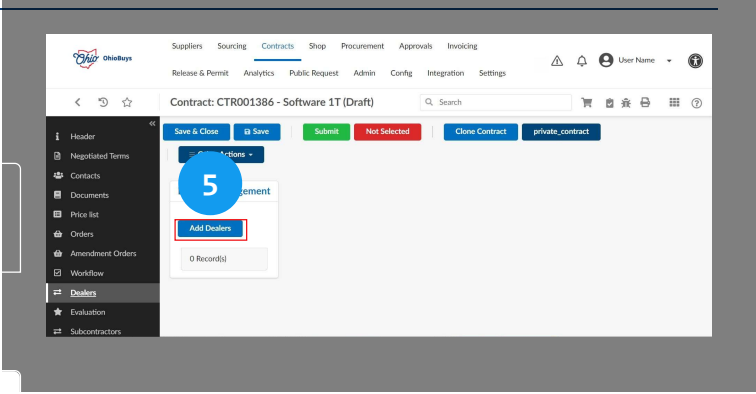 Suppliers Sourcing Contracts Shop Procurement Approvals Invoicing
Ohio OhioBuys
User Name
Release & Permit Analytics Public Request Admin Config Integration Settings
Contract: CTR001386 - Software 1T (Draft)
Search
Save & Close Save Submit Not Selected Clone Contract private_contract
Header
Negotiated Terms
Contacts
Documents
Price list
Orders
Amendment Orders
Workflow
Dealers
Evaluation
Subcontractors
5
Add Dealers
0 Record(s)